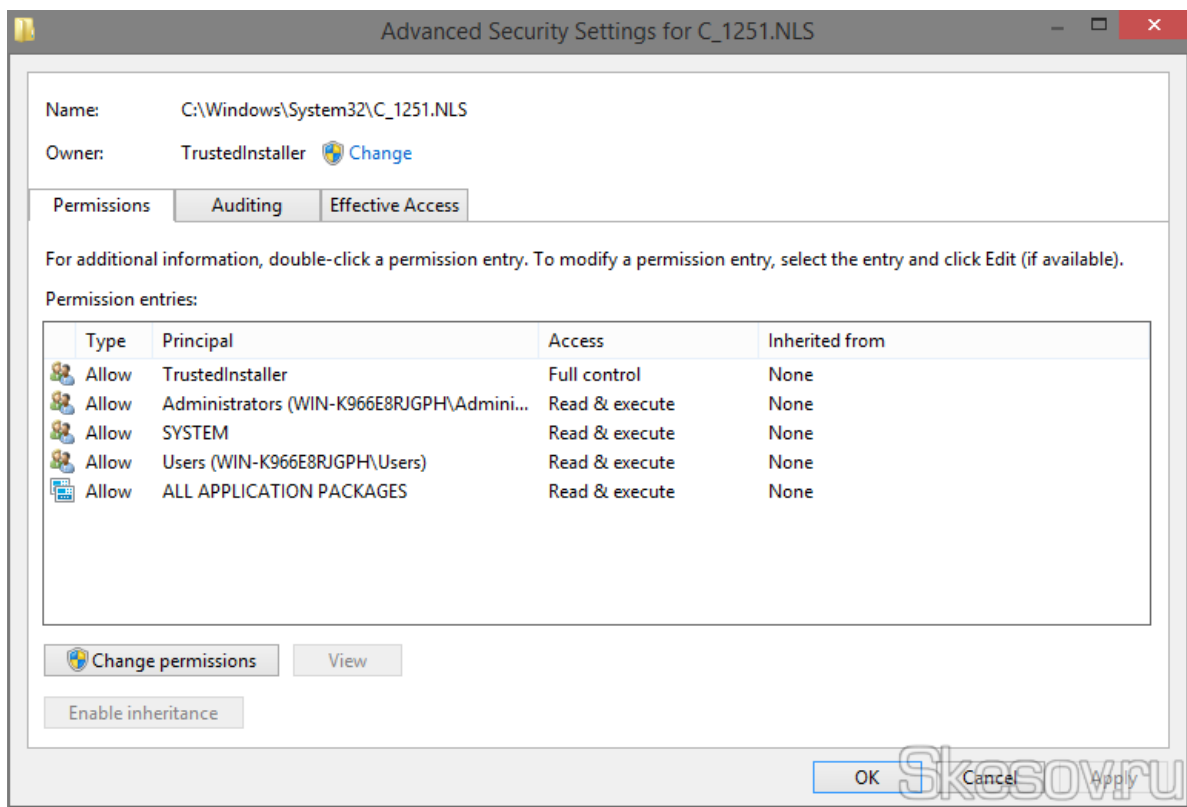 Advanced Security Settings for C_1251.NLS
Name: C:\Windows\System32\C_1251.NLS
Owner: TrustedInstaller Change
Permissions Auditing Effective Access
For additional information, double-click a permission entry. To modify a permission entry, select the entry and click Edit (if available).
Permission entries:
Type Principal Access Inherited from
Allow TrustedInstaller Full control None
Allow Administrators (WIN-K966E8RJGPH\Admini... Read & execute None
Allow SYSTEM Read & execute None
Allow Users (WIN-K966E8RJGPH\Users) Read & execute None
Allow ALL APPLICATION PACKAGES Read & execute None
Change permissions View
Enable inheritance
OK Cancel Apply
Skesov.ru